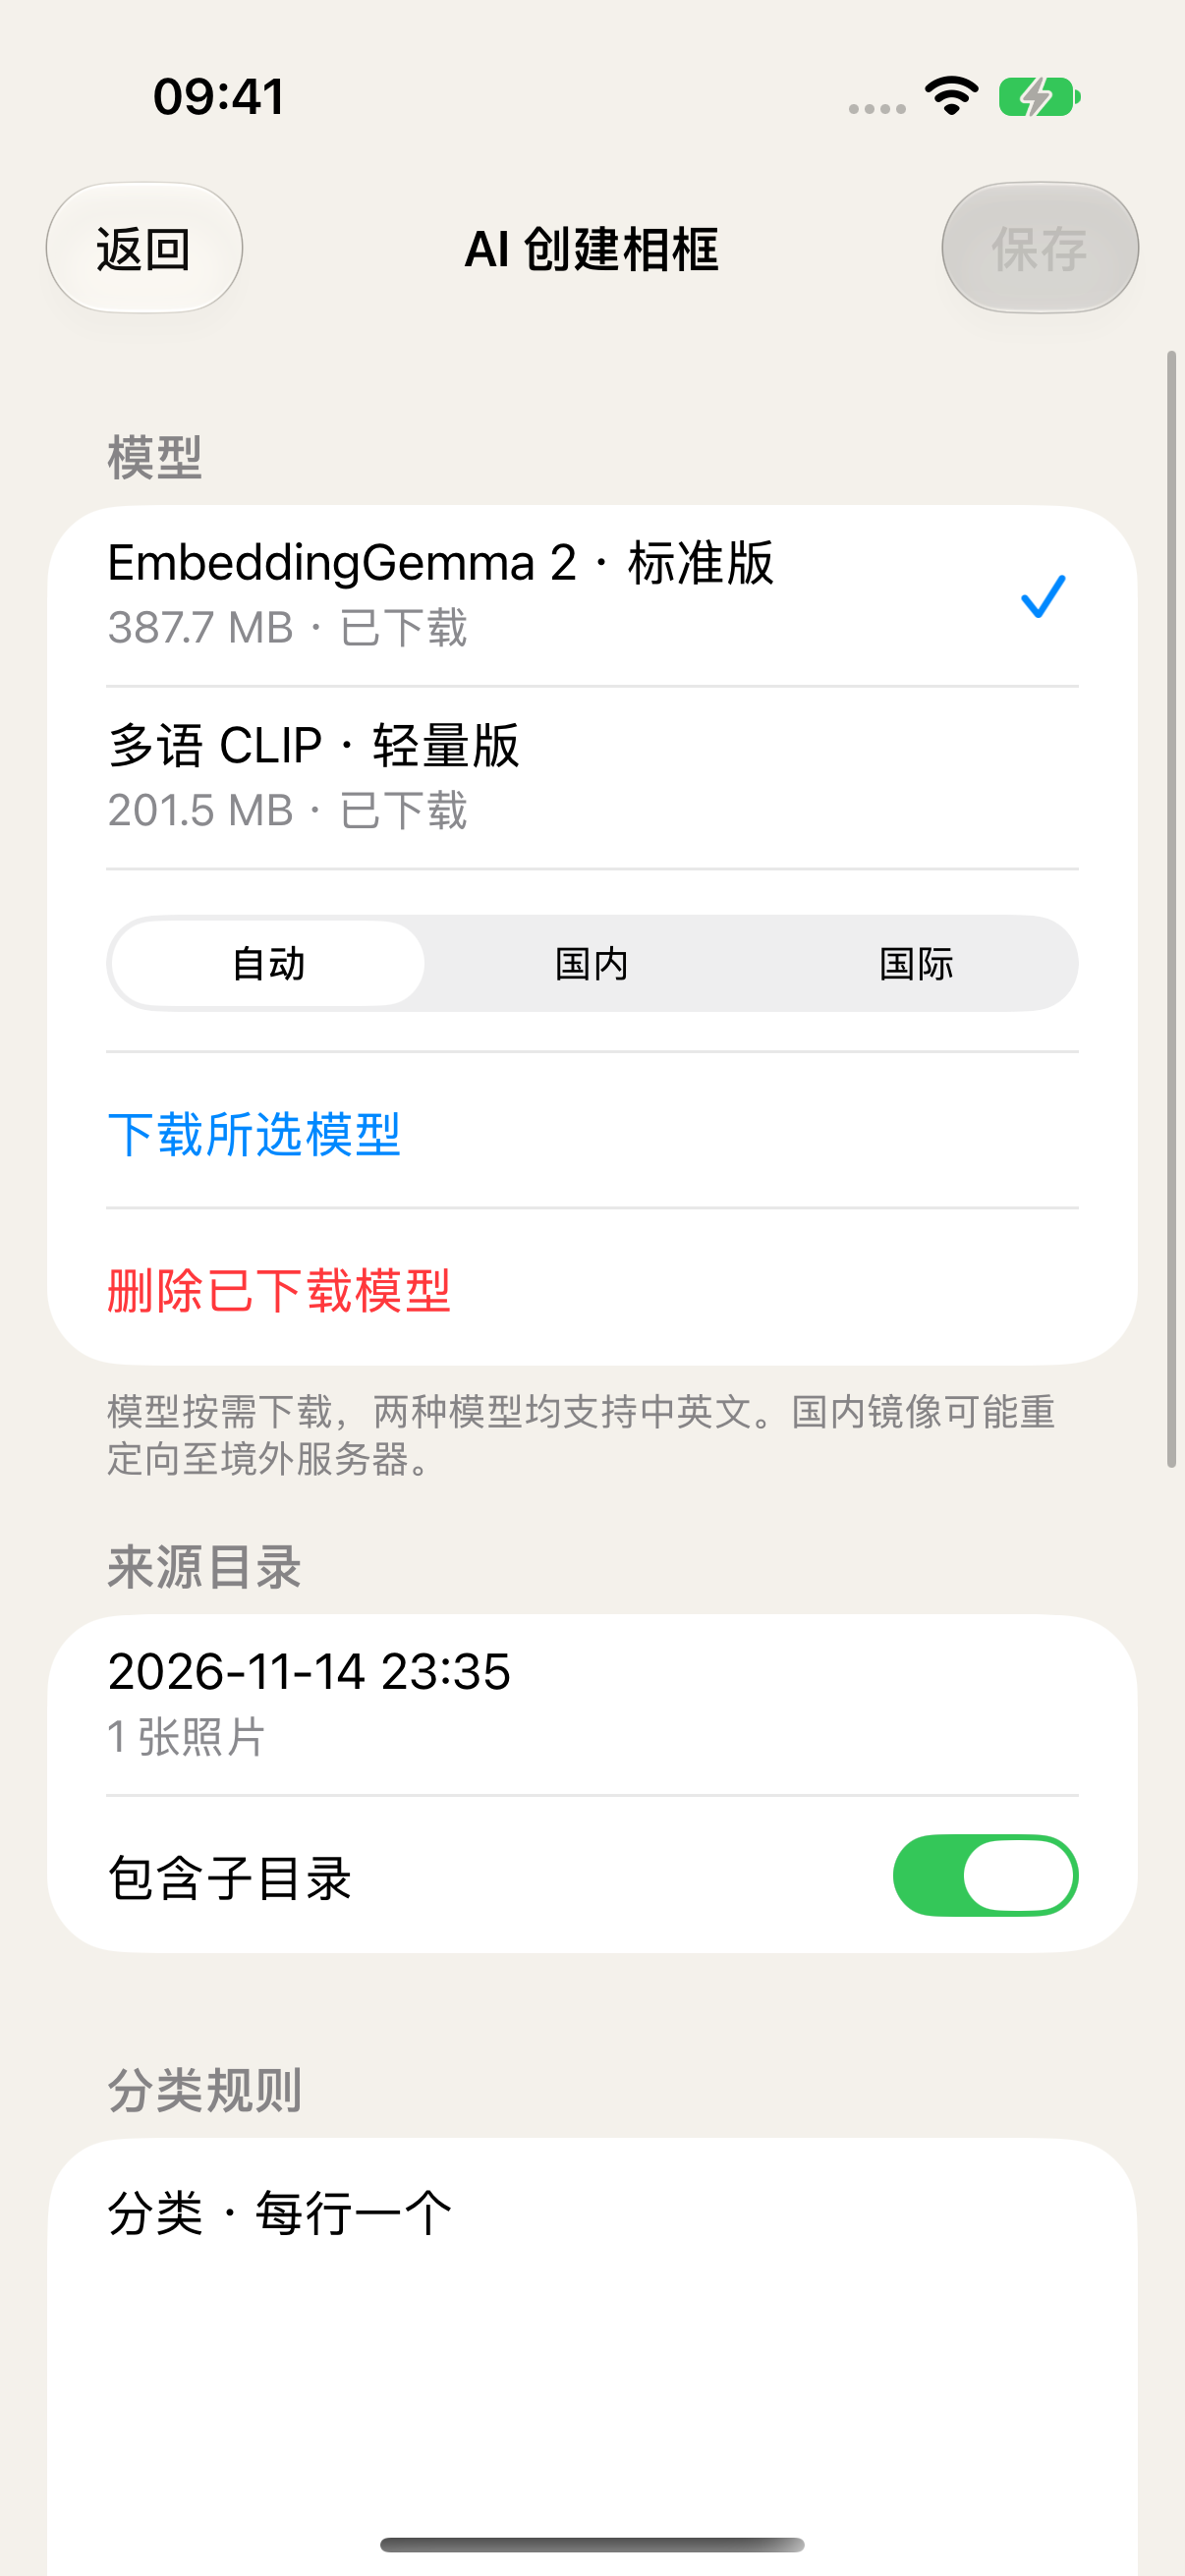 09:41
返回
AI 创建相框
保存
模型
EmbeddingGemma 2 · 标准版
387.7 MB · 已下载
多语 CLIP · 轻量版
201.5 MB · 已下载
自动
国内
国际
下载所选模型
删除已下载模型
模型按需下载，两种模型均支持中英文。国内镜像可能重
定向至境外服务器。
来源目录
2026-11-14 23:35
1 张照片
包含子目录
分类规则
分类 · 每行一个